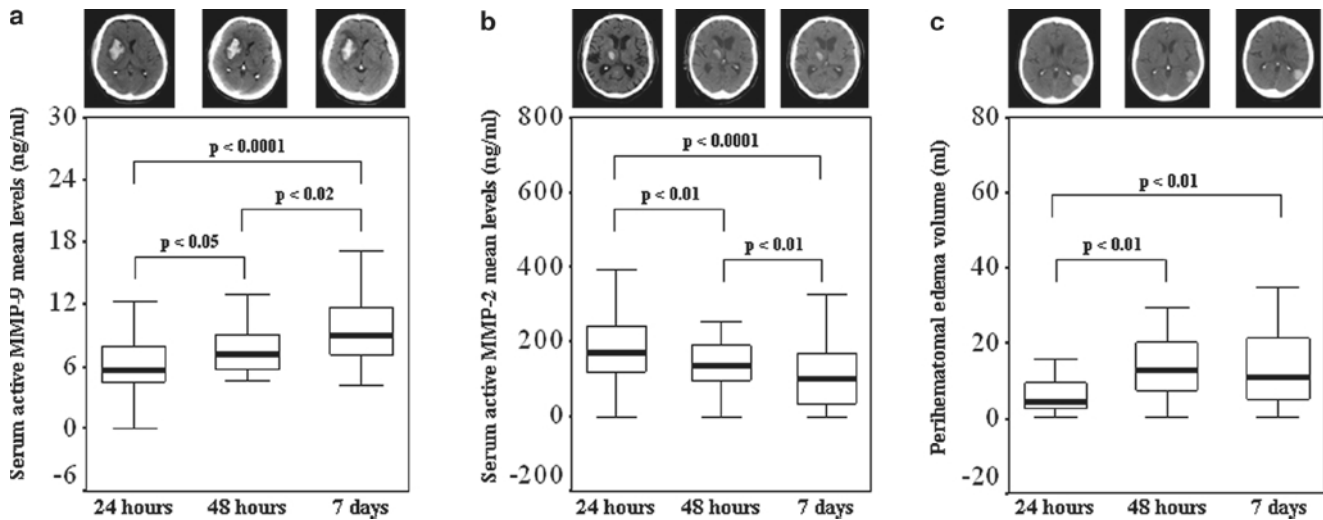 a
Serum active MMP-9 mean levels (ng/ml)
30
24
18
12
6
0
-6
p < 0.0001
p < 0.02
p < 0.05
24 hours 48 hours 7 days
b
Serum active MMP-2 mean levels (ng/ml)
800
600
400
200
0
-200
p < 0.0001
p < 0.01
p < 0.01
24 hours 48 hours 7 days
c
Perihematomal edema volume (ml)
80
60
40
20
0
-20
p < 0.01
p < 0.01
24 hours 48 hours 7 days